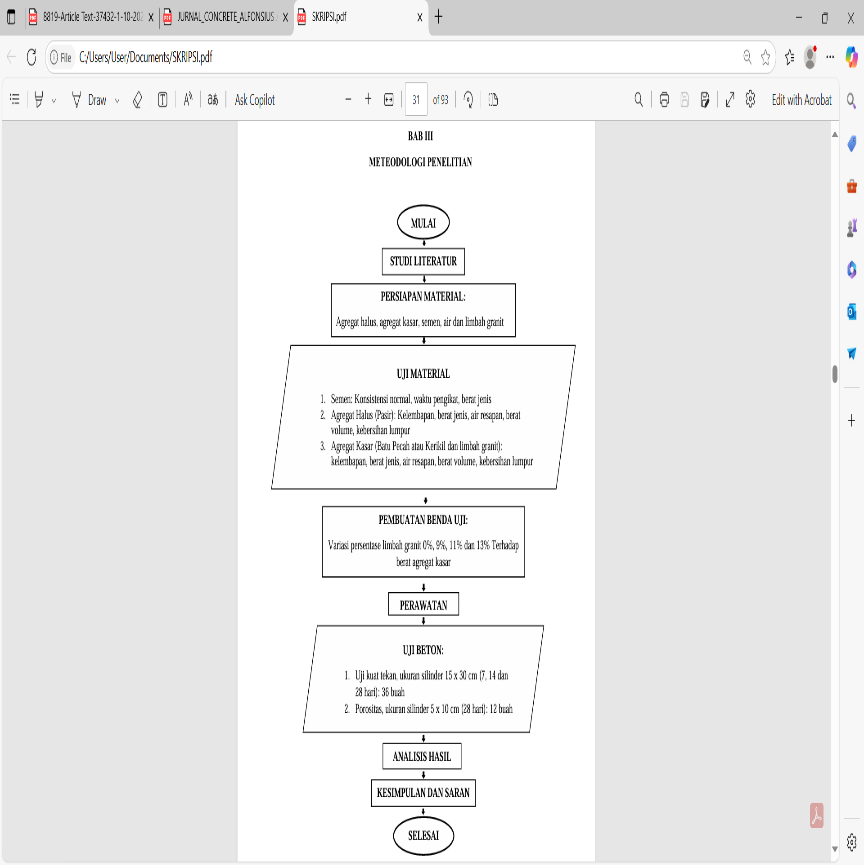 8819-Article Text-37432-1-10-20
JURNAL_CONCRETE_ALFONSIUS
SKRIPSI.pdf
File
C:/Users/User/Documents/SKRIPSI.pdf
Draw
Ask Copilot
31
of 93
Edit with Acrobat
BAB III
METEODOLOGI PENELITIAN
MULAI
STUDI LITERATUR
PERSIAPAN MATERIAL:
Agregat halus, agregat kasar, semen, air dan limbah granit
UJI MATERIAL
1. Semen: Konsistensi normal, waktu pengikat, berat jenis
2. Agregat Halus (Pasir): Kelembapan, berat jenis, air resapan, berat
volume, kebersihan lumpur
3. Agregat Kasar (Batu Pecah atau Kerikil dan limbah granit):
kelembapan, berat jenis, air resapan, berat volume, kebersihan lumpur
PEMBUATAN BENDA UJI:
Variasi persentase limbah granit 0%, 9%, 11% dan 13% Terhadap
berat agregat kasar
PERAWATAN
UJI BETON:
1. Uji kuat tekan, ukuran silinder 15 x 30 cm (7, 14 dan
28 hari): 36 buah
2. Porositas, ukuran silinder 5 x 10 cm (28 hari): 12 buah
ANALISIS HASIL
KESIMPULAN DAN SARAN
SELESAI